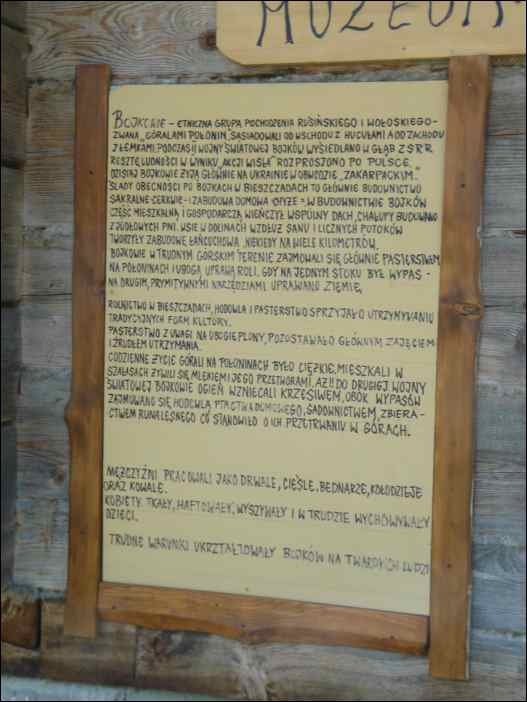 MUZEUM
BOJKOWIE – ETNICZNA GRUPA POCHODZENIA RUSIŃSKIEGO I WOŁOSKIEGO-
ZWANA „GÓRALAMI POŁONIN", SĄSIADOWALI OD WSCHODU Z HUCUŁAMI A OD ZACHODU
Z ŁEMKAMI, PODCZAS II WOJNY ŚWIATOWEJ BOJKÓW WYSIEDLANO W GŁĄB ZSRR
RESZTĘ LUDNOŚCI W WYNIKU „AKCJI WISŁA" ROZPROSZONO PO POLSCE.
DZISIAJ BOJKOWIE ŻYJĄ GŁÓWNIE NA UKRAINIE W OBWODZIE „ZAKARPACKIM."
ŚLADY OBECNOŚCI PO BOJKACH W BIESZCZADACH TO GŁÓWNIE BUDOWNICTWO
SAKRALNE-CERKWIE- I ZABUDOWA DOMOWA „CHYŻE" – W BUDOWNICTWIE BOJKÓW
CZĘŚĆ MIESZKALNĄ I GOSPODARCZĄ WIEŃCZYŁ WSPÓLNY DACH, CHAŁUPY BUDOWANO
Z JODŁOWYCH PNI. WSIE W DOLINACH WZDŁUŻ SANU I LICZNYCH POTOKÓW
TWORZYŁY ZABUDOWĘ ŁAŃCUCHOWĄ, NIEKIEDY NA WIELE KILOMETRÓW.
BOJKOWIE W TRUDNYM GÓRSKIM TERENIE ZAJMOWALI SIĘ GŁÓWNIE PASTERSTWEM
NA POŁONINACH I UBOGĄ UPRAWĄ ROLI. GDY NA JEDNYM STOKU BYŁ WYPAS –
NA DRUGIM, PRYMITYWNYMI NARZĘDZIAMI UPRAWIANO ZIEMIĘ.
ROLNICTWO W BIESZCZADACH, HODOWLA I PASTERSTWO SPRZYJAŁO UTRZYMYWANIU
TRADYCYJNYCH FORM KULTURY.
PASTERSTWO Z UWAGI NA UBOGIE PLONY, POZOSTAWAŁO GŁÓWNYM ZAJĘCIEM
I ŹRÓDŁEM UTRZYMANIA.
CODZIENNE ŻYCIE GÓRALI NA POŁONINACH BYŁO CIĘŻKIE, MIESZKALI W
SZAŁASACH ŻYWILI SIĘ MLEKIEM I JEGO PRZETWORAMI, AŻ!! DO DRUGIEJ WOJNY
ŚWIATOWEJ BOJKOWIE OGIEŃ WZNIECALI KRZESIWEM, OBOK WYPASÓW
ZAJMOWANO SIĘ HODOWLĄ PTACTWA DOMOWEGO, SADOWNICTWEM, ZBIERA-
CTWEM RUNA LEŚNEGO CO STANOWIŁO O ICH PRZETRWANIU W GÓRACH.
MĘŻCZYŹNI PRACOWALI JAKO DRWALE, CIEŚLE, BEDNARZE, KOŁODZIEJE
ORAZ KOWALE.
KOBIETY TKAŁY, HAFTOWAŁY, WYSZYWAŁY I W TRUDZIE WYCHOWYWAŁY
DZIECI.
TRUDNE WARUNKI UKRZTAŁTOWAŁY BOJKÓW NA TWARDYCH LUDZI